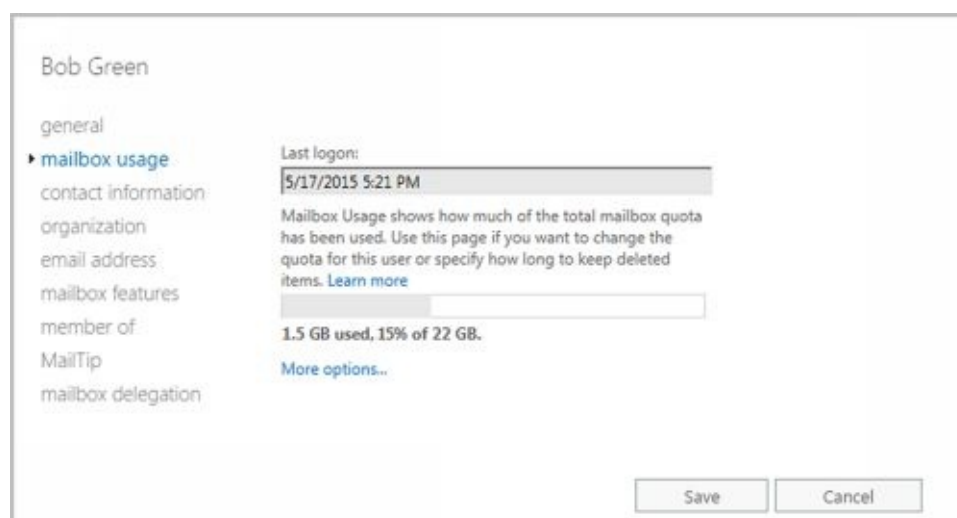 Bob Green
general
mailbox usage
contact information
organization
email address
mailbox features
member of
MailTip
mailbox delegation
Last logon:
5/17/2015 5:21 PM
Mailbox Usage shows how much of the total mailbox quota
has been used. Use this page if you want to change the
quota for this user or specify how long to keep deleted
items. Learn more
1.5 GB used, 15% of 22 GB.
More options...
Save
Cancel